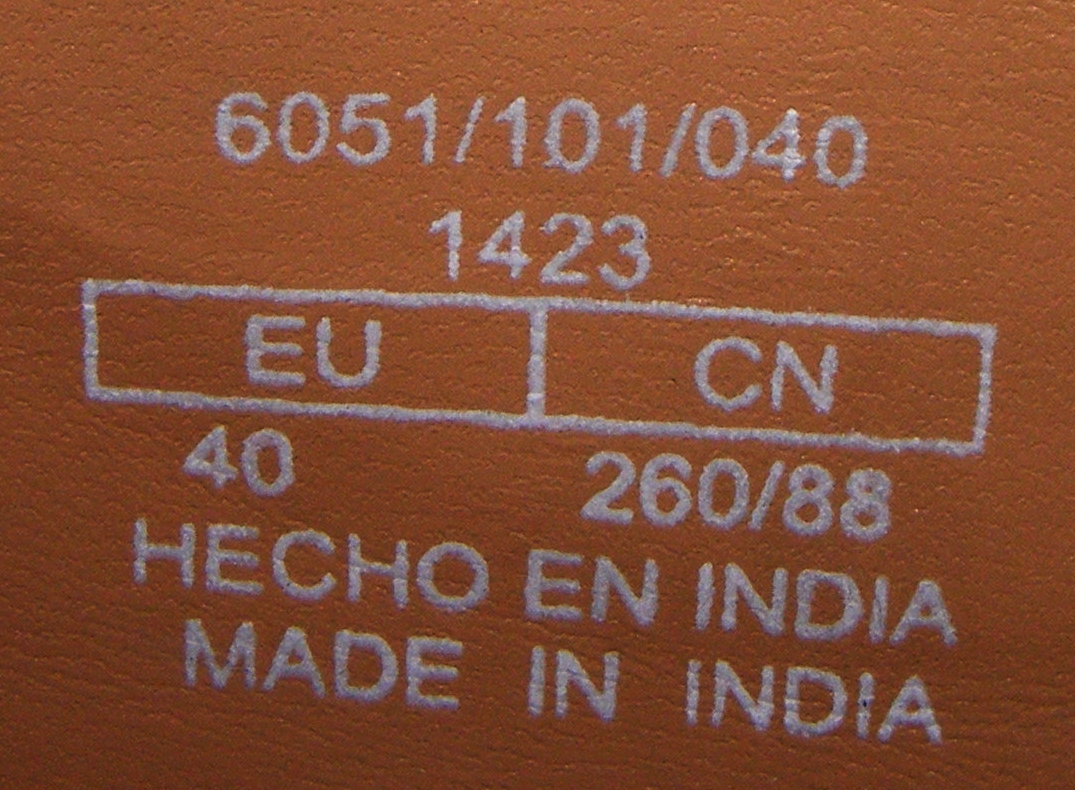 6051/101/040
1423
EU CN
40 260/88
HECHO EN INDIA
MADE IN INDIA